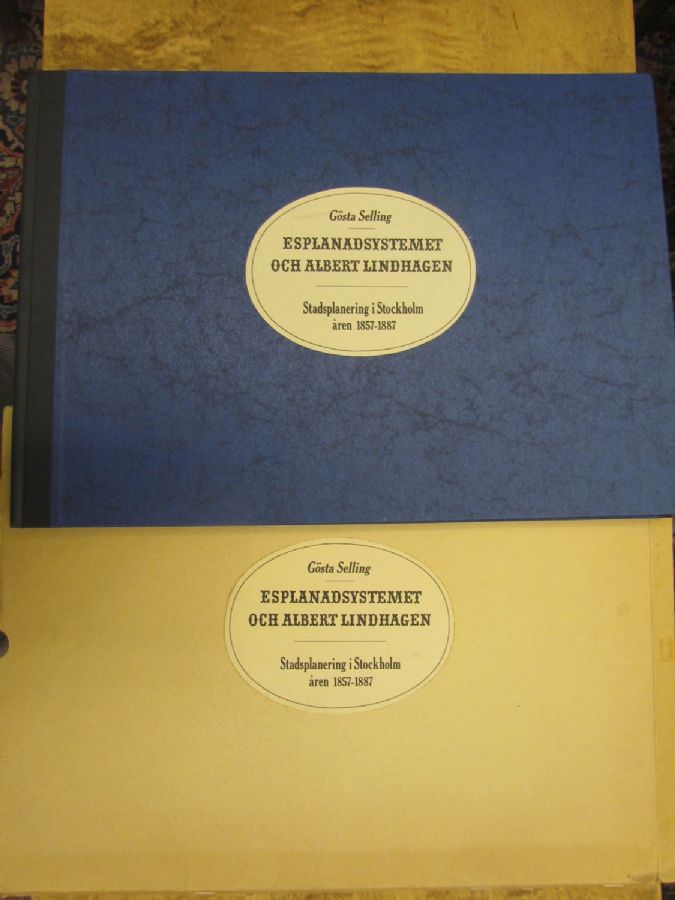 Gösta Selling
ESPLANADSYSTEMET
OCH ALBERT LINDHAGEN
Stadsplanering i Stockholm
åren 1857-1887
Gösta Selling
ESPLANADSYSTEMET
OCH ALBERT LINDHAGEN
Stadsplanering i Stockholm
åren 1857-1887